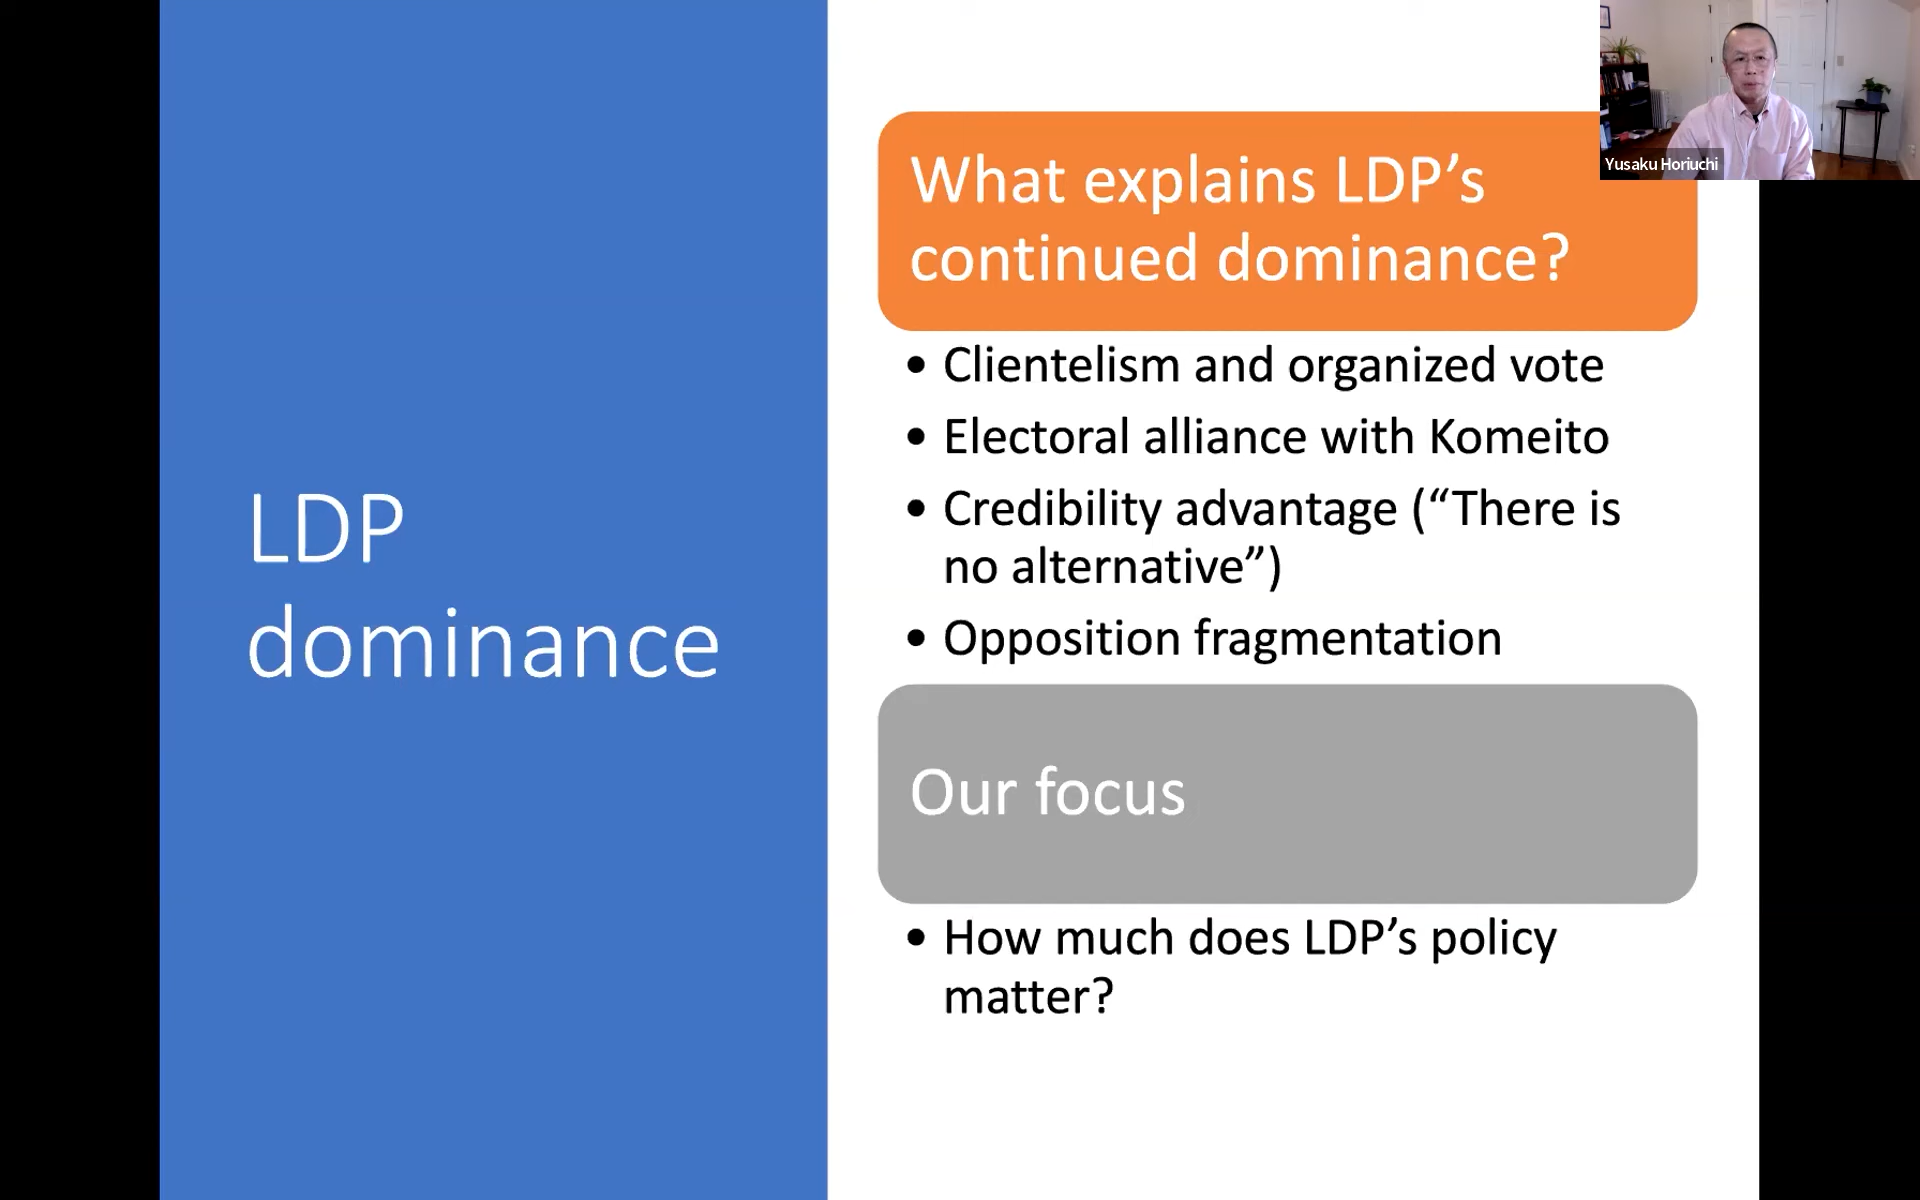 LDP
dominance
What explains LDP’s
continued dominance?
• Clientelism and organized vote
• Electoral alliance with Komeito
• Credibility advantage (“There is
no alternative”)
• Opposition fragmentation
Our focus
• How much does LDP’s policy
matter?
Yusaku Horiuchi